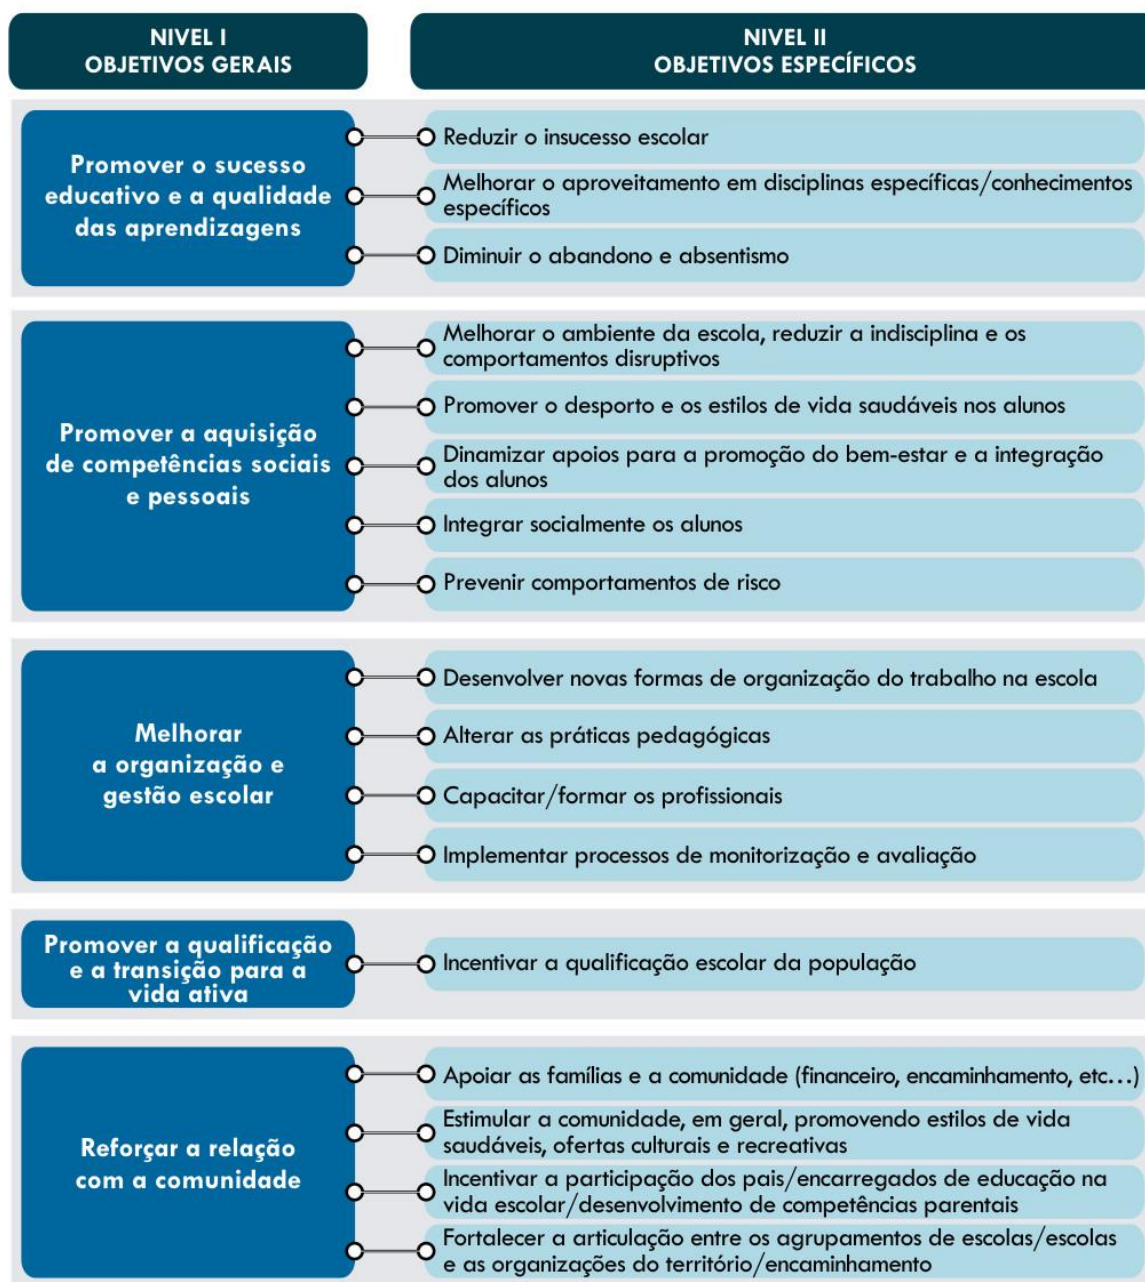 NIVEL I
OBJETIVOS GERAIS
NIVEL II
OBJETIVOS ESPECÍFICOS
Promover o sucesso
educativo e a qualidade
das aprendizagens
Reduzir o insucesso escolar
Melhorar o aproveitamento em disciplinas específicas/conhecimentos
específicos
Diminuir o abandono e absentismo
Promover a aquisição
de competências sociais
e pessoais
Melhorar o ambiente da escola, reduzir a indisciplina e os
comportamentos disruptivos
Promover o desporto e os estilos de vida saudáveis nos alunos
Dinamizar apoios para a promoção do bem-estar e a integração
dos alunos
Integrar socialmente os alunos
Prevenir comportamentos de risco
Melhorar
a organização e
gestão escolar
Desenvolver novas formas de organização do trabalho na escola
Alterar as práticas pedagógicas
Capacitar/formar os profissionais
Implementar processos de monitorização e avaliação
Promover a qualificação
e a transição para a
vida ativa
Incentivar a qualificação escolar da população
Reforçar a relação
com a comunidade
Apoiar as famílias e a comunidade (financeiro, encaminhamento, etc...)
Estimular a comunidade, em geral, promovendo estilos de vida
saudáveis, ofertas culturais e recreativas
Incentivar a participação dos pais/encarregados de educação na
vida escolar/desenvolvimento de competências parentais
Fortalecer a articulação entre os agrupamentos de escolas/escolas
e as organizações do território/encaminhamento